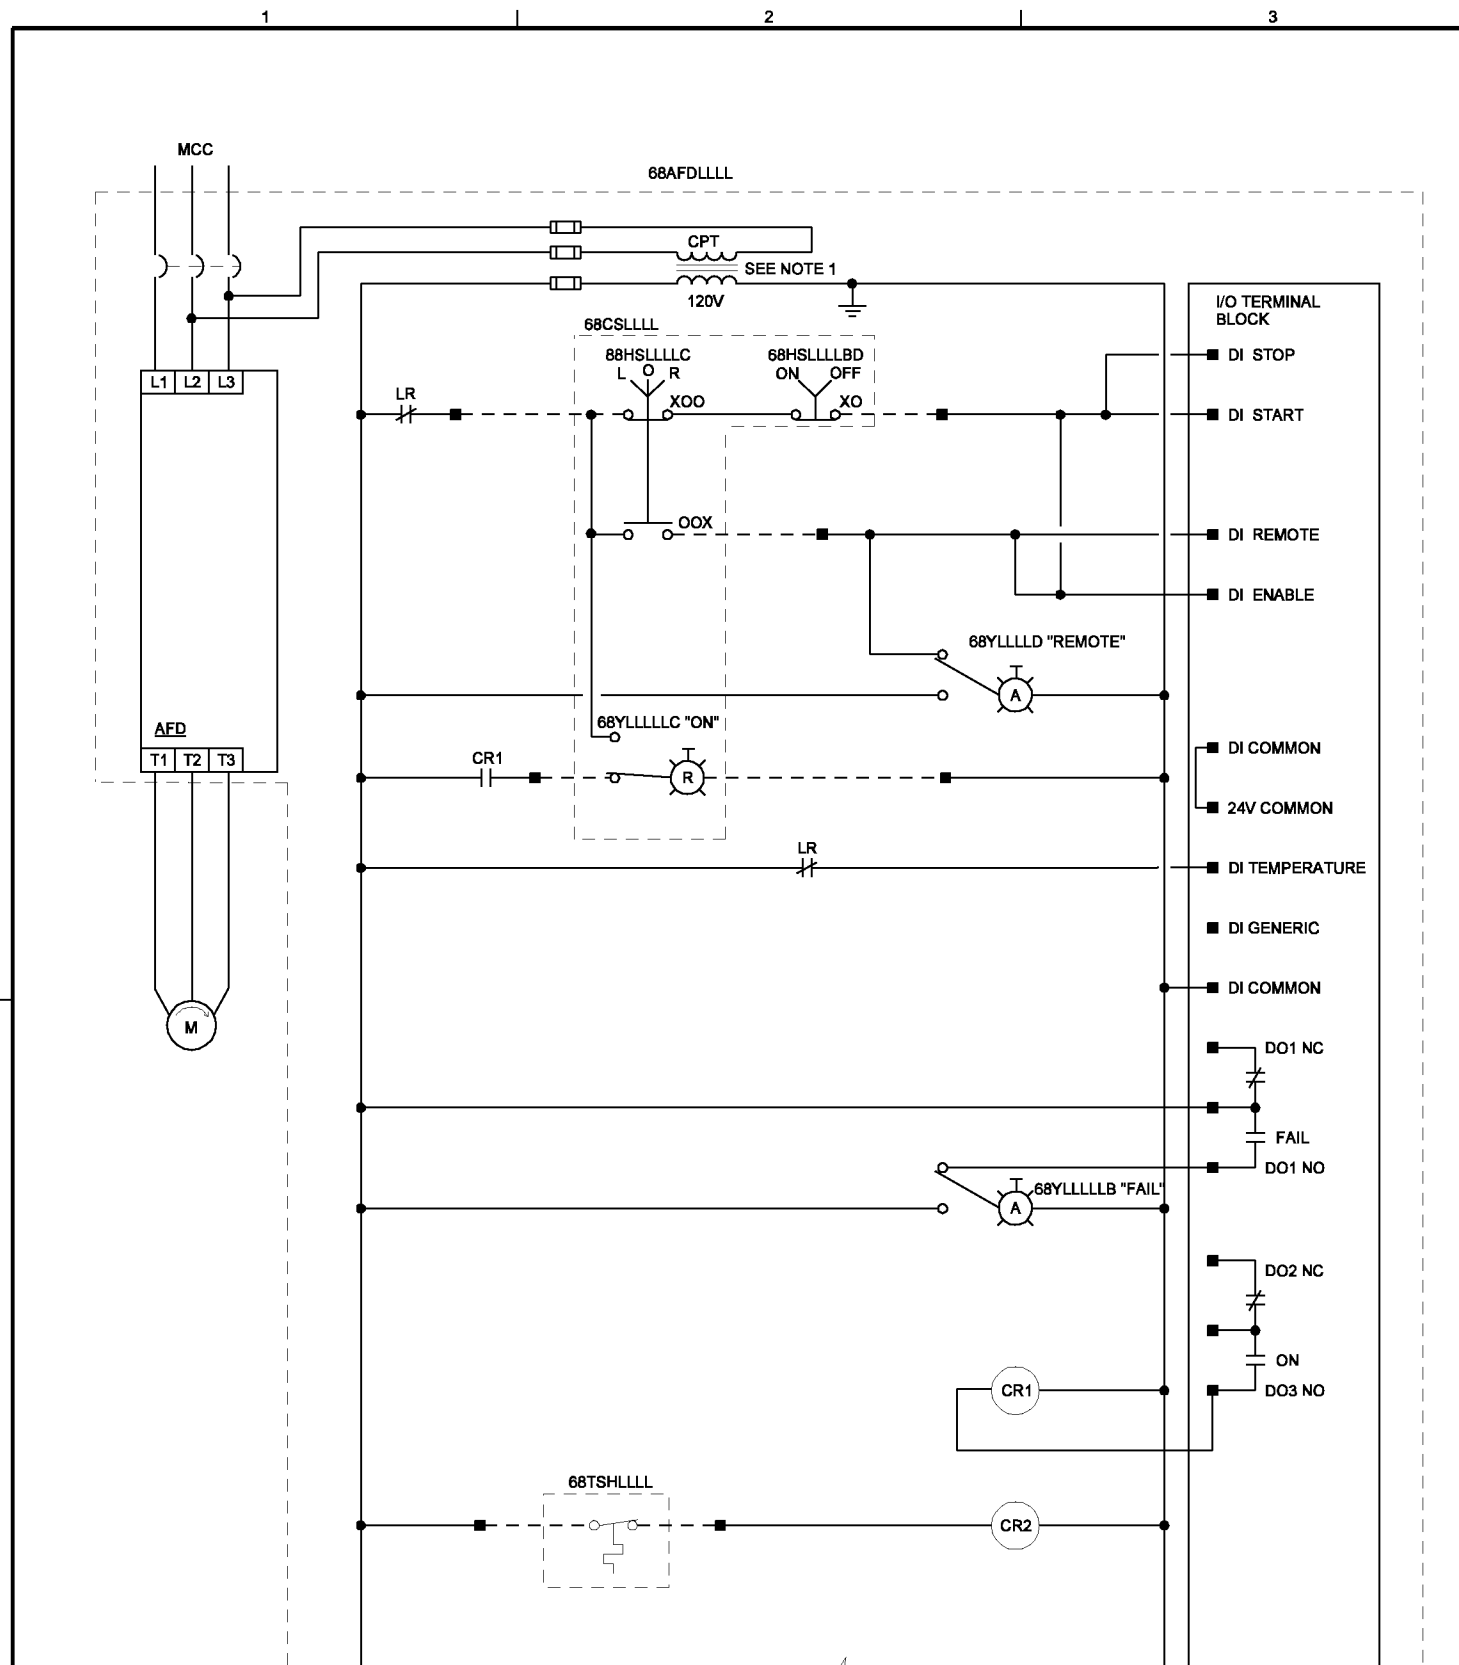 1
2
3
MCC
68AFDLLLL
CPT
SEE NOTE 1
120V
I/O TERMINAL
BLOCK
68CSLLLL
88HSLLLLC
L O R
68HSLLLLBD
ON OFF
DI STOP
L1 L2 L3
LR
XOO
XO
DI START
OOX
DI REMOTE
DI ENABLE
68YLLLLD "REMOTE"
A
68YLLLLLC "ON"
AFD
T1 T2 T3
CR1
R
DI COMMON
24V COMMON
LR
DI TEMPERATURE
DI GENERIC
DI COMMON
M
DO1 NC
FAIL
DO1 NO
68YLLLLLB "FAIL"
A
DO2 NC
ON
CR1
DO3 NO
68TSHLLLL
CR2